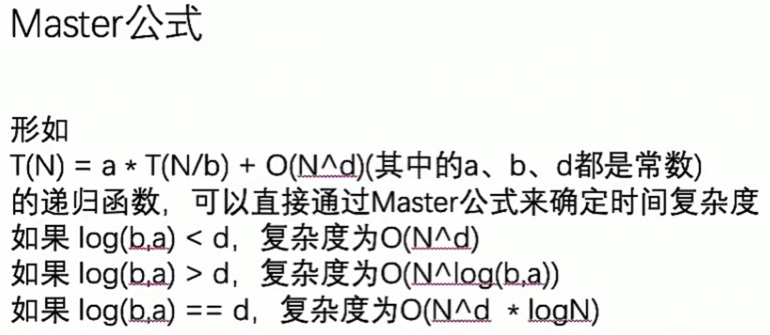 Master公式
形如
T(N) = a * T(N/b) + O(N^d)(其中的a、b、d都是常数)
的递归函数，可以直接通过Master公式来确定时间复杂度
如果 log(b,a) < d，复杂度为O(N^d)
如果 log(b,a) > d，复杂度为O(N^log(b,a))
如果 log(b,a) == d，复杂度为O(N^d * logN)